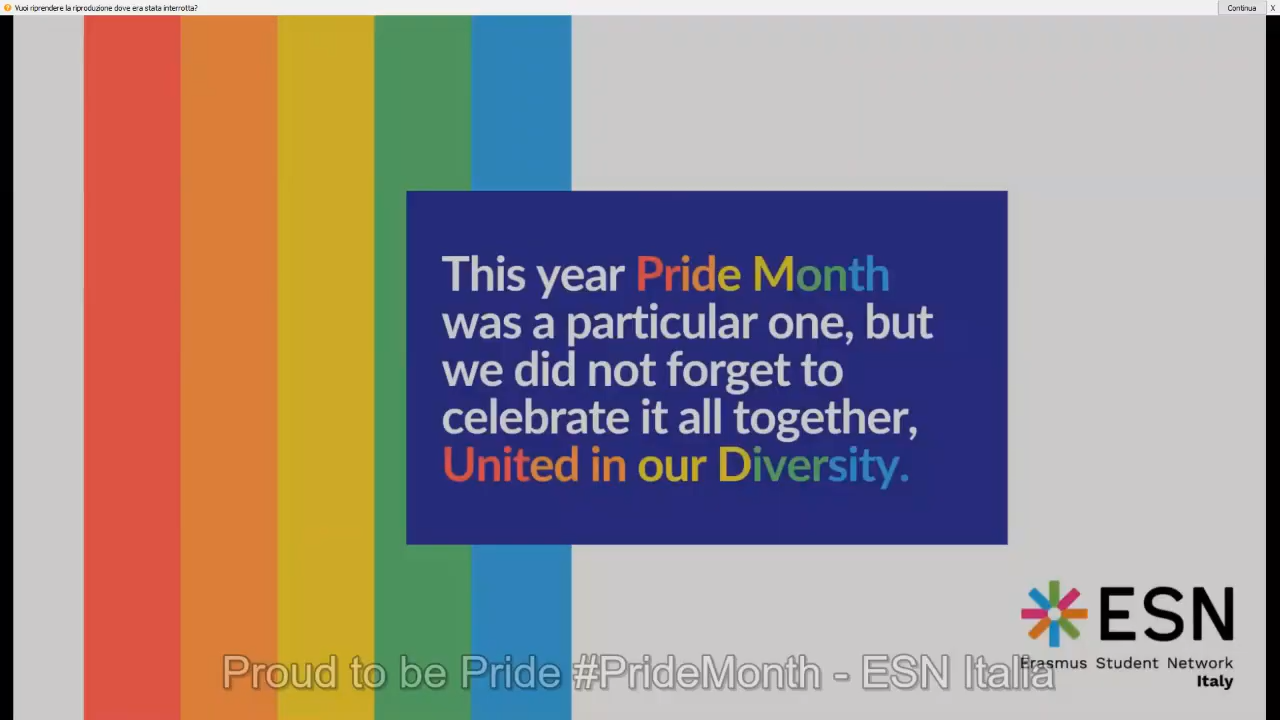 Vuoi riprendere la riproduzione dove era stata interrotta?
Continua
X
This year Pride Month
was a particular one, but
we did not forget to
celebrate it all together,
United in our Diversity.
ESN
Erasmus Student Network
Italy
Proud to be Pride #PrideMonth - ESN Italia